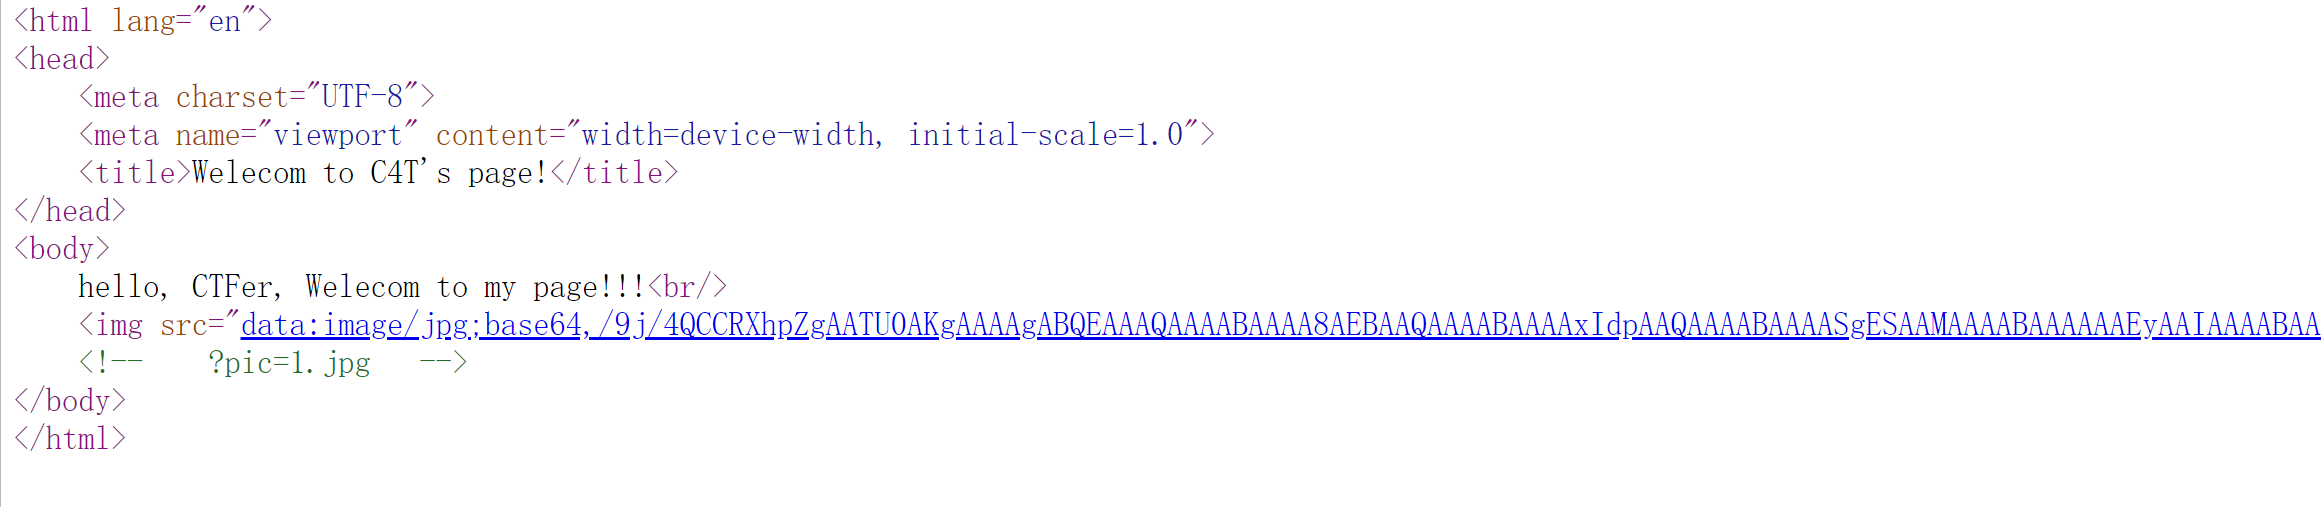 <html lang="en">
<head>
    <meta charset="UTF-8">
    <meta name="viewport" content="width=device-width, initial-scale=1.0">
    <title>Welecom to C4T's page!</title>
</head>
<body>
    hello, CTFer, Welecom to my page!!!<br/>
    <img src="data:image/jpg;base64,/9j/4QCCRXhpZgAATU0AKgAAAAgABQEAAAQAAAABAAAA8AEBAAQAAAABAAAAxIdpAAQAAAABAAAASgESAAMAAAABAAAAAAEyAAIAAAABAA
    <!--    ?pic=1.jpg   -->
</body>
</html>